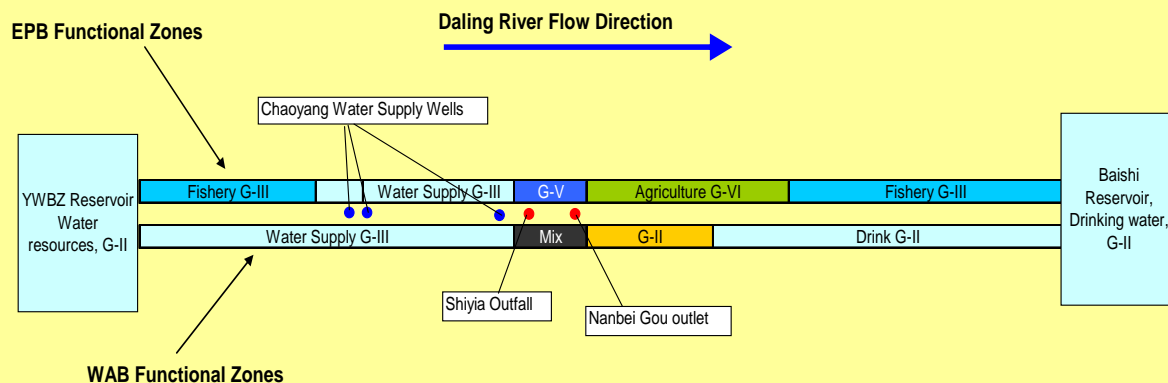 Daling River Flow Direction
EPB Functional Zones
Chaoyang Water Supply Wells
YWBZ Reservoir
Water
resources, G-II
Fishery G-III
Water Supply G-III
G-V
Agriculture G-VI
Fishery G-III
Baishi
Reservoir,
Drinking water,
G-II
Water Supply G-III
Mix
G-II
Drink G-II
Shiyia Outfall
Nanbei Gou outlet
WAB Functional Zones